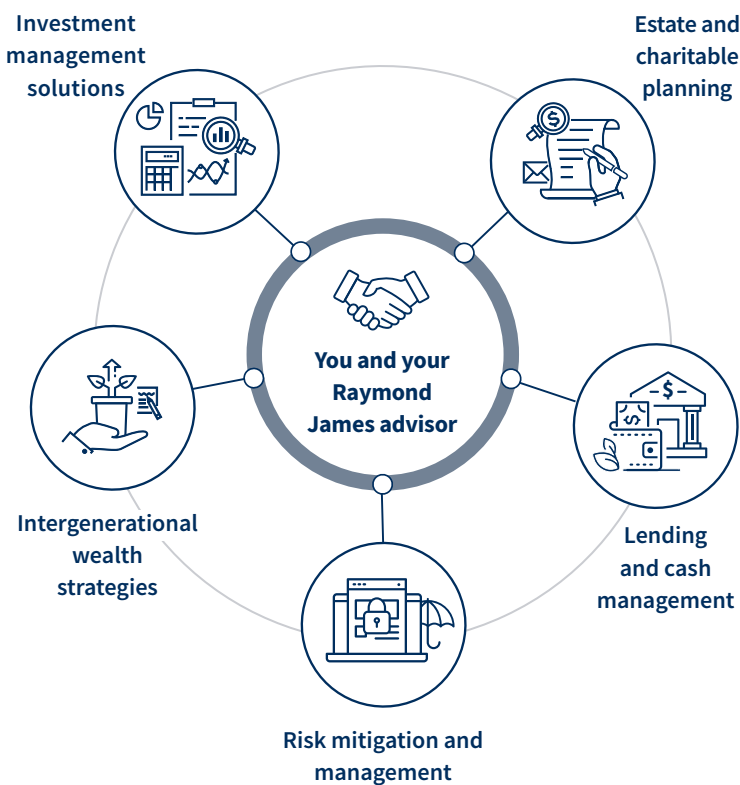 Investment
management
solutions
Estate and
charitable
planning
$
You and your
Raymond
James advisor
$
$
Intergenerational
wealth
strategies
Lending
and cash
management
Risk mitigation and
management